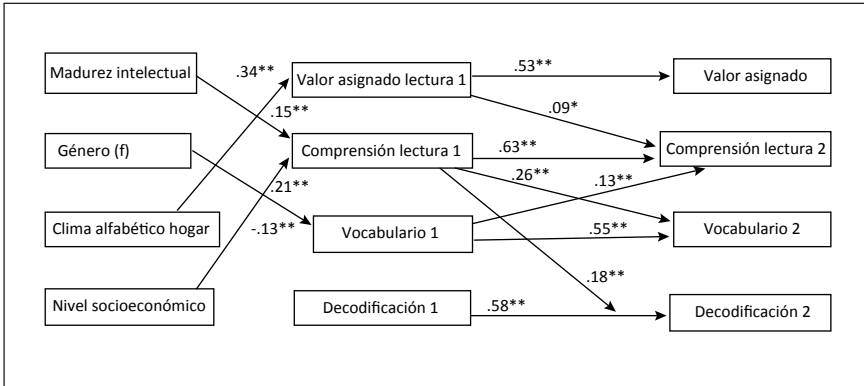 Madurez intelectual
Género (f)
Clima alfabético hogar
Nivel socioeconómico
.34**
.15**
.21**
-.13**
Valor asignado lectura 1
Comprensión lectura 1
Vocabulario 1
Decodificación 1
.53**
.09*
.63**
.26**
.13**
.55**
.18**
.58**
Valor asignado
Comprensión lectura 2
Vocabulario 2
Decodificación 2